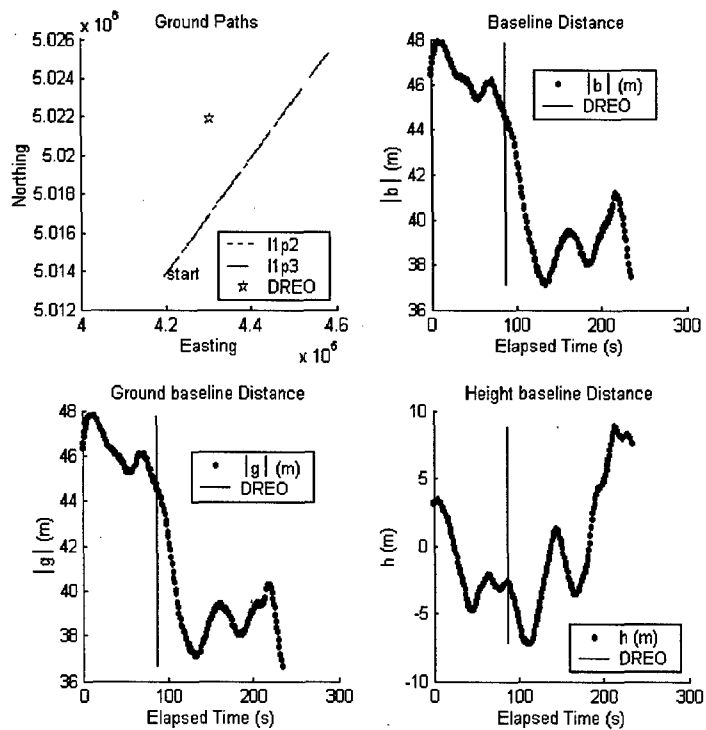 x 10⁶
Ground Paths
5.026
5.024
5.022
5.02
5.018
5.016
5.014
5.012
Northing
start
l1p2
l1p3
DREO
4
4.2
4.4
4.6
Easting
x 10⁶
Baseline Distance
48
46
44
42
40
38
36
|b| (m)
|b| (m)
DREO
0
100
200
300
Elapsed Time (s)
Ground baseline Distance
48
46
44
42
40
38
36
|g| (m)
|g| (m)
DREO
0
100
200
300
Elapsed Time (s)
Height baseline Distance
10
5
0
-5
-10
h (m)
h (m)
DREO
0
100
200
300
Elapsed Time (s)